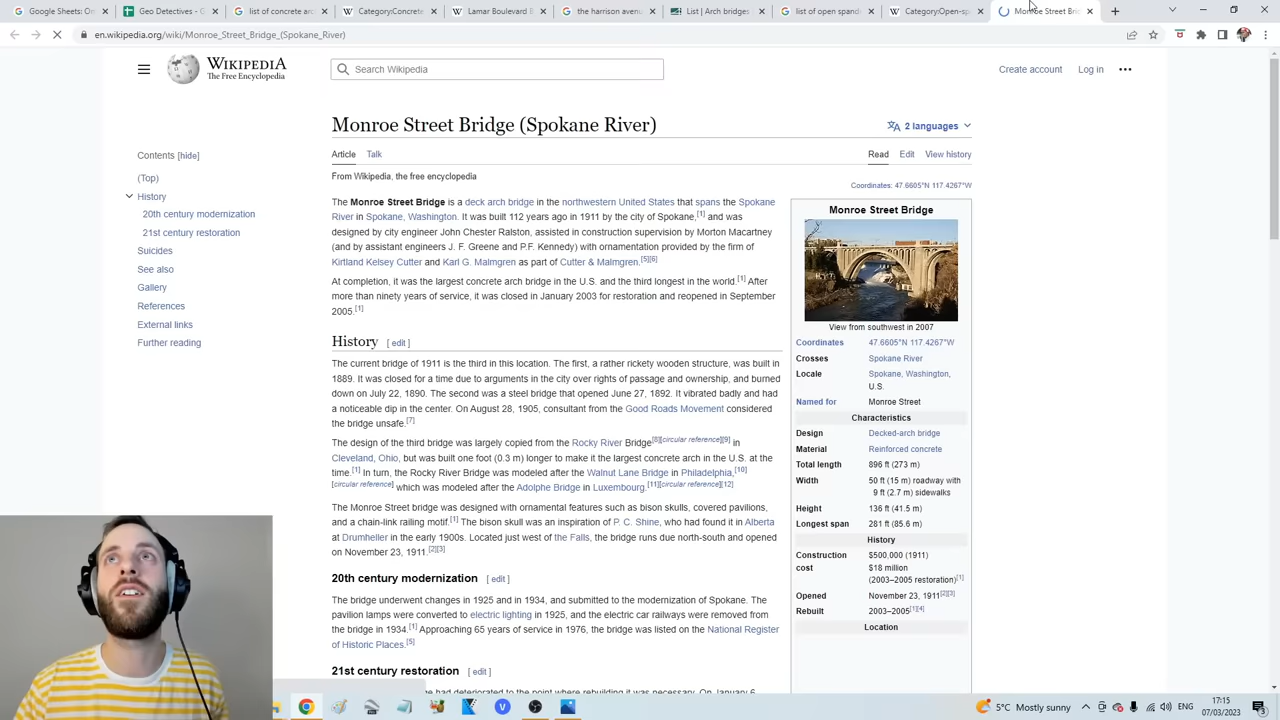 Google Maps - G
list of concrete arc
Monroe Street Brid
Lamar Boulevard
List | Arch bridge
Category:Open-s
Monroe Street Bri
en.wikipedia.org/wiki/Monroe_Street_Bridge_(Spokane_River)
WIKIPEDIA
The Free Encyclopedia
Search Wikipedia
Create account
Log in
Monroe Street Bridge (Spokane River)
2 languages
Contents [hide]
Article
Talk
Read
Edit
View history
(Top)
From Wikipedia, the free encyclopedia
Coordinates: 47.6605°N 117.4267°W
History
20th century modernization
21st century restoration
Suicides
See also
Gallery
References
External links
Further reading
The Monroe Street Bridge is a deck arch bridge in the northwestern United States that spans the Spokane
River in Spokane, Washington. It was built 112 years ago in 1911 by the city of Spokane,[1] and was
designed by city engineer John Chester Ralston, assisted in construction supervision by Morton Macartney
(and by assistant engineers J. F. Greene and P.F. Kennedy) with ornamentation provided by the firm of
Kirtland Kelsey Cutter and Karl G. Malmgren as part of Cutter & Malmgren.[5][6]
At completion, it was the largest concrete arch bridge in the U.S. and the third longest in the world.[1] After
more than ninety years of service, it was closed in January 2003 for restoration and reopened in September
2005.[1]
History [ edit ]
The current bridge of 1911 is the third in this location. The first, a rather rickety wooden structure, was built in
1889. It was closed for a time due to arguments in the city over rights of passage and ownership, and burned
down on July 22, 1890. The second was a steel bridge that opened June 27, 1892. It vibrated badly and had
a noticeable dip in the center. On August 28, 1905, consultant from the Good Roads Movement considered
the bridge unsafe.[7]
The design of the third bridge was largely copied from the Rocky River Bridge[8][circular reference][9] in
Cleveland, Ohio, but was built one foot (0.3 m) longer to make it the largest concrete arch in the U.S. at the
time.[1] In turn, the Rocky River Bridge was modeled after the Walnut Lane Bridge in Philadelphia,[10]
[circular reference] which was modeled after the Adolphe Bridge in Luxembourg.[11][circular reference][12]
The Monroe Street bridge was designed with ornamental features such as bison skulls, covered pavilions,
and a chain-link railing motif.[1] The bison skull was an inspiration of P. C. Shine, who had found it in Alberta
at Drumheller in the early 1900s. Located just west of the Falls, the bridge runs due north-south and opened
on November 23, 1911.[2][3]
20th century modernization [ edit ]
The bridge underwent changes in 1925 and in 1934, and submitted to the modernization of Spokane. The
pavilion lamps were converted to electric lighting in 1925, and the electric car railways were removed from
the bridge in 1934.[1] Approaching 65 years of service in 1976, the bridge was listed on the National Register
of Historic Places.[5]
21st century restoration [ edit ]
had deteriorated to the point where rebuilding it was necessary. On January 6
Monroe Street Bridge
View from southwest in 2007
Coordinates 47.6605°N 117.4267°W
Crosses Spokane River
Locale Spokane, Washington,
U.S.
Named for Monroe Street
Characteristics
Design Decked-arch bridge
Material Reinforced concrete
Total length 896 ft (273 m)
Width 50 ft (15 m) roadway with
9 ft (2.7 m) sidewalks
Height 136 ft (41.5 m)
Longest span 281 ft (85.6 m)
History
Construction $500,000 (1911)
cost $18 million
(2003–2005 restoration)[1]
Opened November 23, 1911[2][3]
Rebuilt 2003–2005[1][4]
Location
5°C Mostly sunny
ENG
17:15
07/03/2023